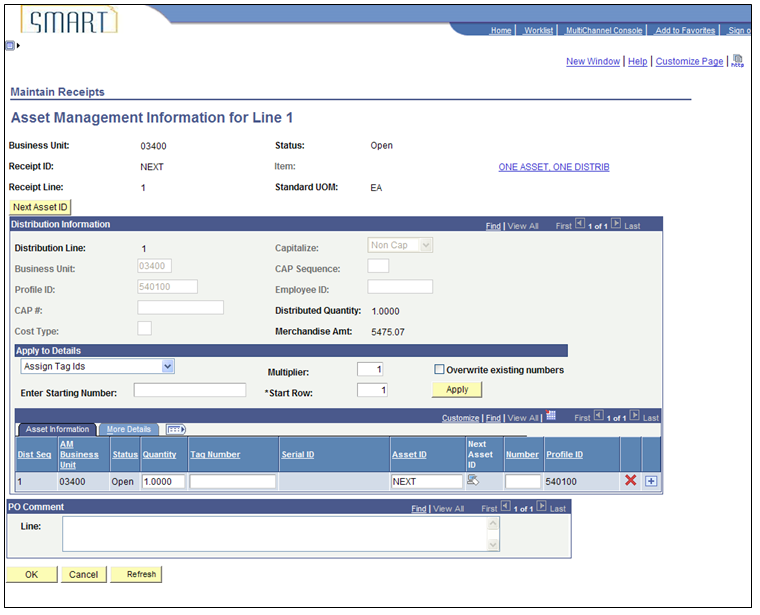 SMART
Home | Worklist | MultiChannel Console | Add to Favorites | Sign o
New Window | Help | Customize Page | http
Maintain Receipts
Asset Management Information for Line 1
Business Unit: 03400 Status: Open
Receipt ID: NEXT Item: ONE ASSET, ONE DISTRIB
Receipt Line: 1 Standard UOM: EA
Next Asset ID
Distribution Information Find | View All First 1 of 1 Last
Distribution Line: 1 Capitalize: Non Cap
Business Unit: 03400 CAP Sequence:
Profile ID: 540100 Employee ID:
CAP #: Distributed Quantity: 1.0000
Cost Type: Merchandise Amt: 5475.07
Apply to Details
Assign Tag Ids Multiplier: 1 Overwrite existing numbers
Enter Starting Number: *Start Row: 1 Apply
Customize | Find | View All | First 1 of 1 Last
Asset Information More Details
Dist Seq AM Business Unit Status Quantity Tag Number Serial ID Asset ID Next Asset ID Number Profile ID
1 03400 Open 1.0000 NEXT 540100
PO Comment Find | View All First 1 of 1 Last
Line:
OK Cancel Refresh